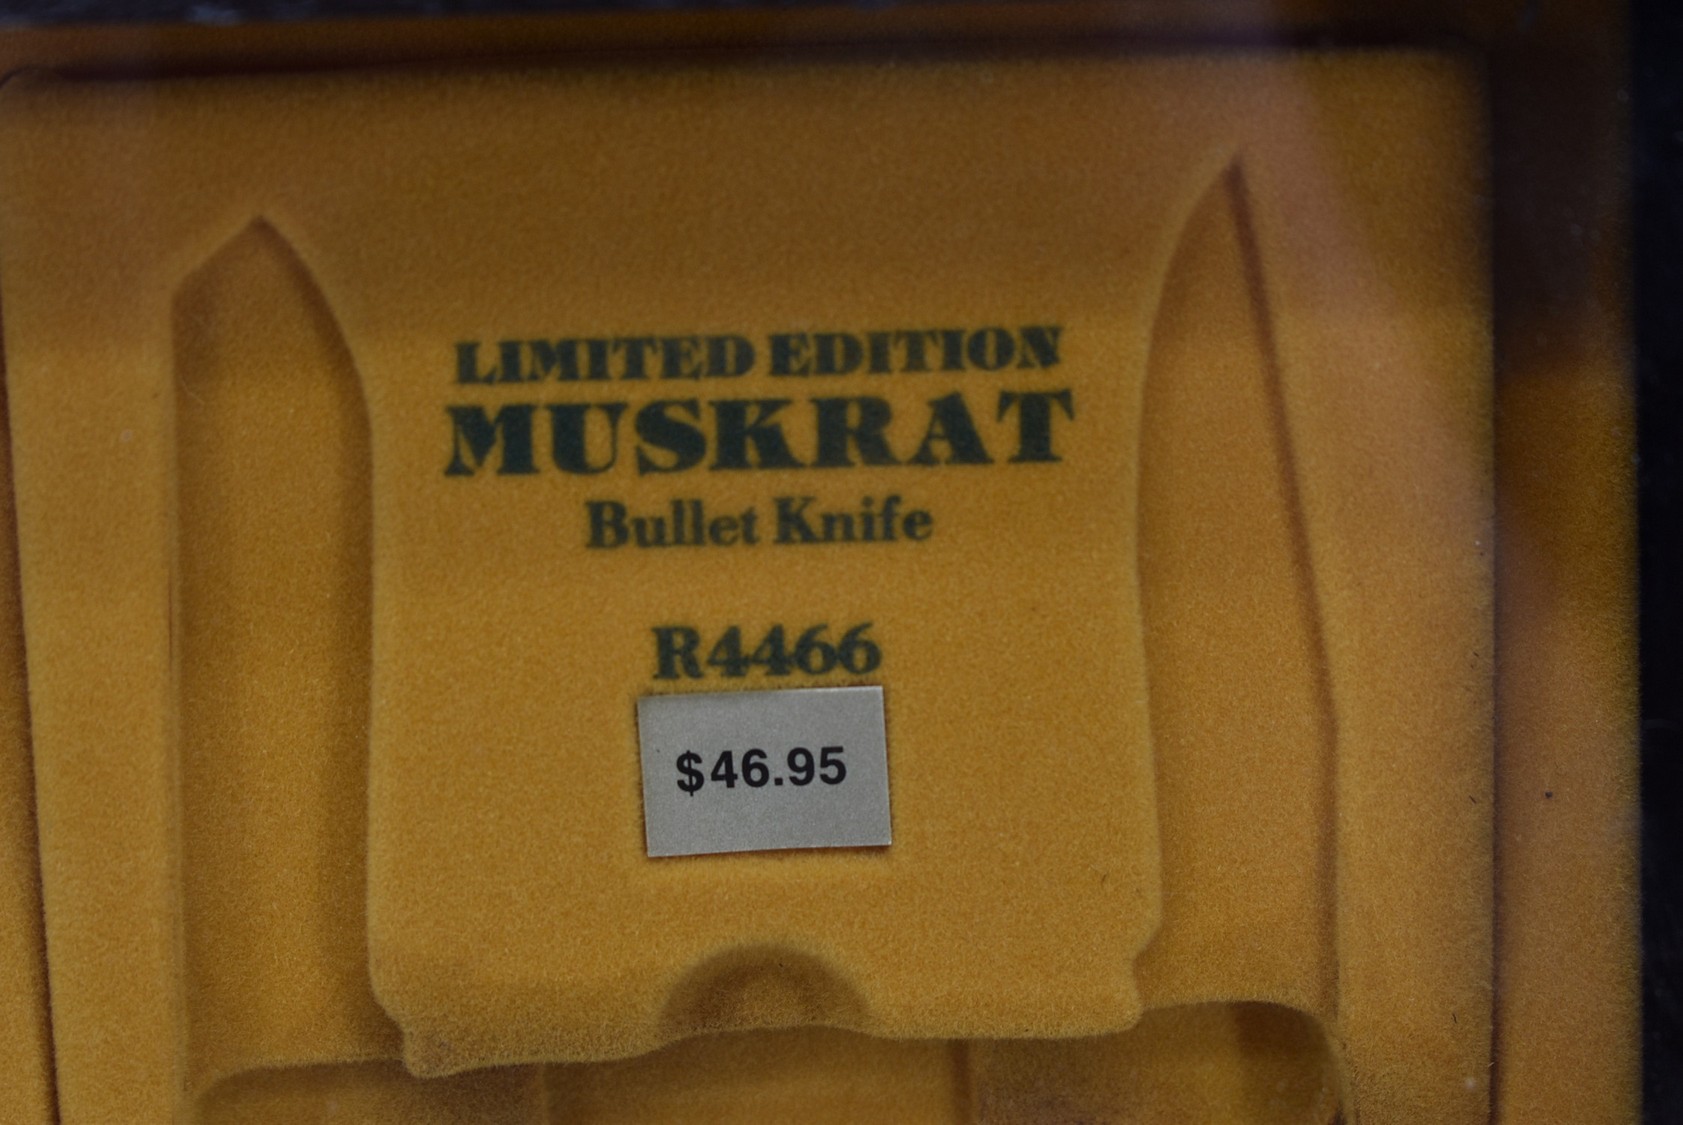 LIMITED EDITION
MUSKRAT
Bullet Knife
R4466
$46.95